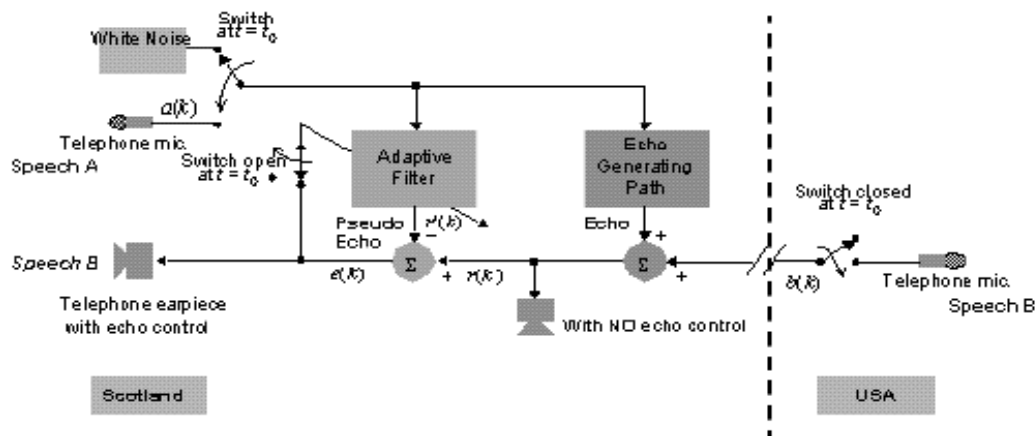 Switch
at t = t0
White Noise
a(k)
Telephone mic.
Speech A
Switch open
at t = t0
Adaptive
Filter
Echo
Generating
Path
Switch closed
at t = t0
Pseudo
Echo
r'(k)
−
Echo
+
Speech B
e(k)
Σ
+
r(k)
Σ
+
s(k)
Telephone mic.
Speech B
Telephone earpiece
with echo control
With NO echo control
Scotland
USA